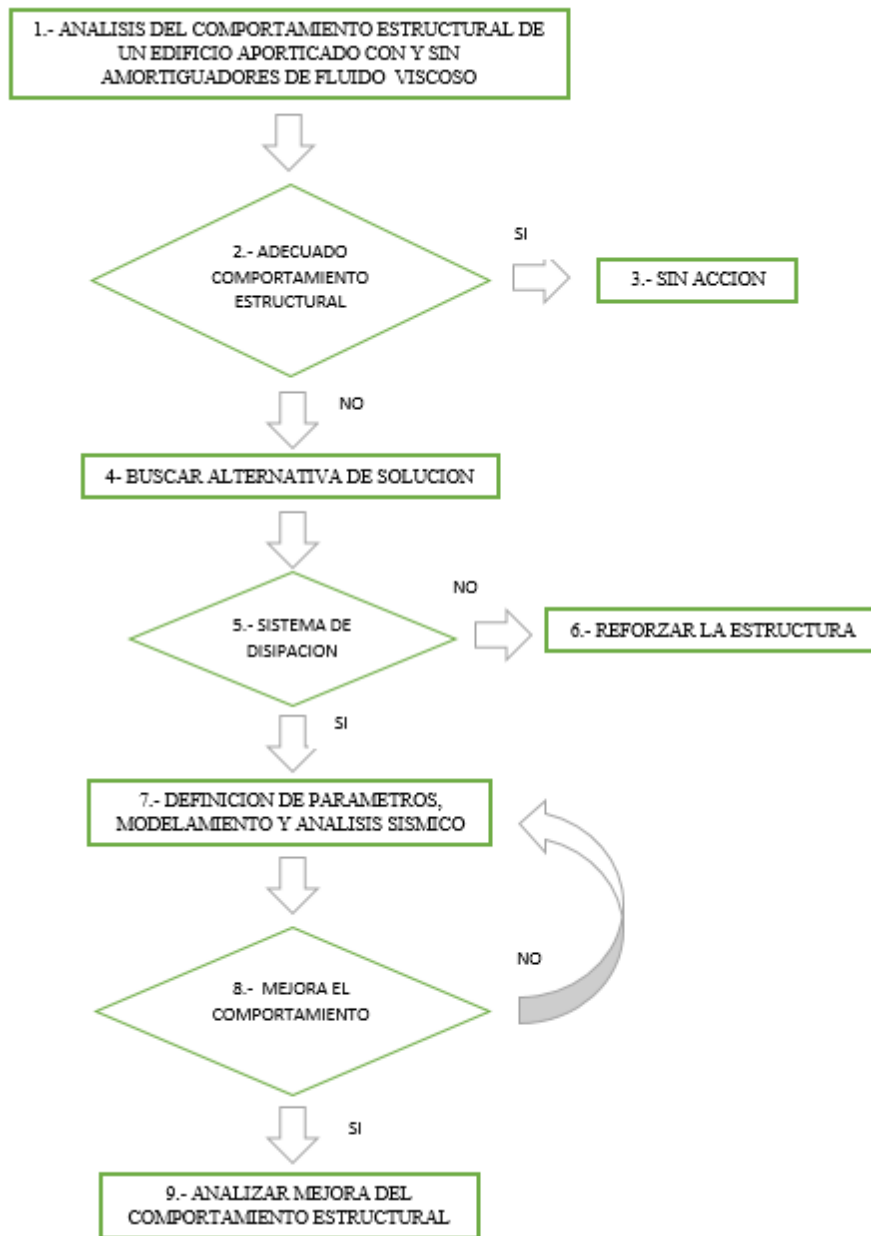 1.- ANALISIS DEL COMPORTAMIENTO ESTRUCTURAL DE
UN EDIFICIO APORTICADO CON Y SIN
AMORTIGUADORES DE FLUIDO VISCOSO
2.- ADECUADO
COMPORTAMIENTO
ESTRUCTURAL
SI
3.- SIN ACCION
NO
4- BUSCAR ALTERNATIVA DE SOLUCION
5.- SISTEMA DE
DISIPACION
NO
6.- REFORZAR LA ESTRUCTURA
SI
7.- DEFINICION DE PARAMETROS,
MODELAMIENTO Y ANALISIS SISMICO
8.- MEJORA EL
COMPORTAMIENTO
NO
SI
9.- ANALIZAR MEJORA DEL
COMPORTAMIENTO ESTRUCTURAL